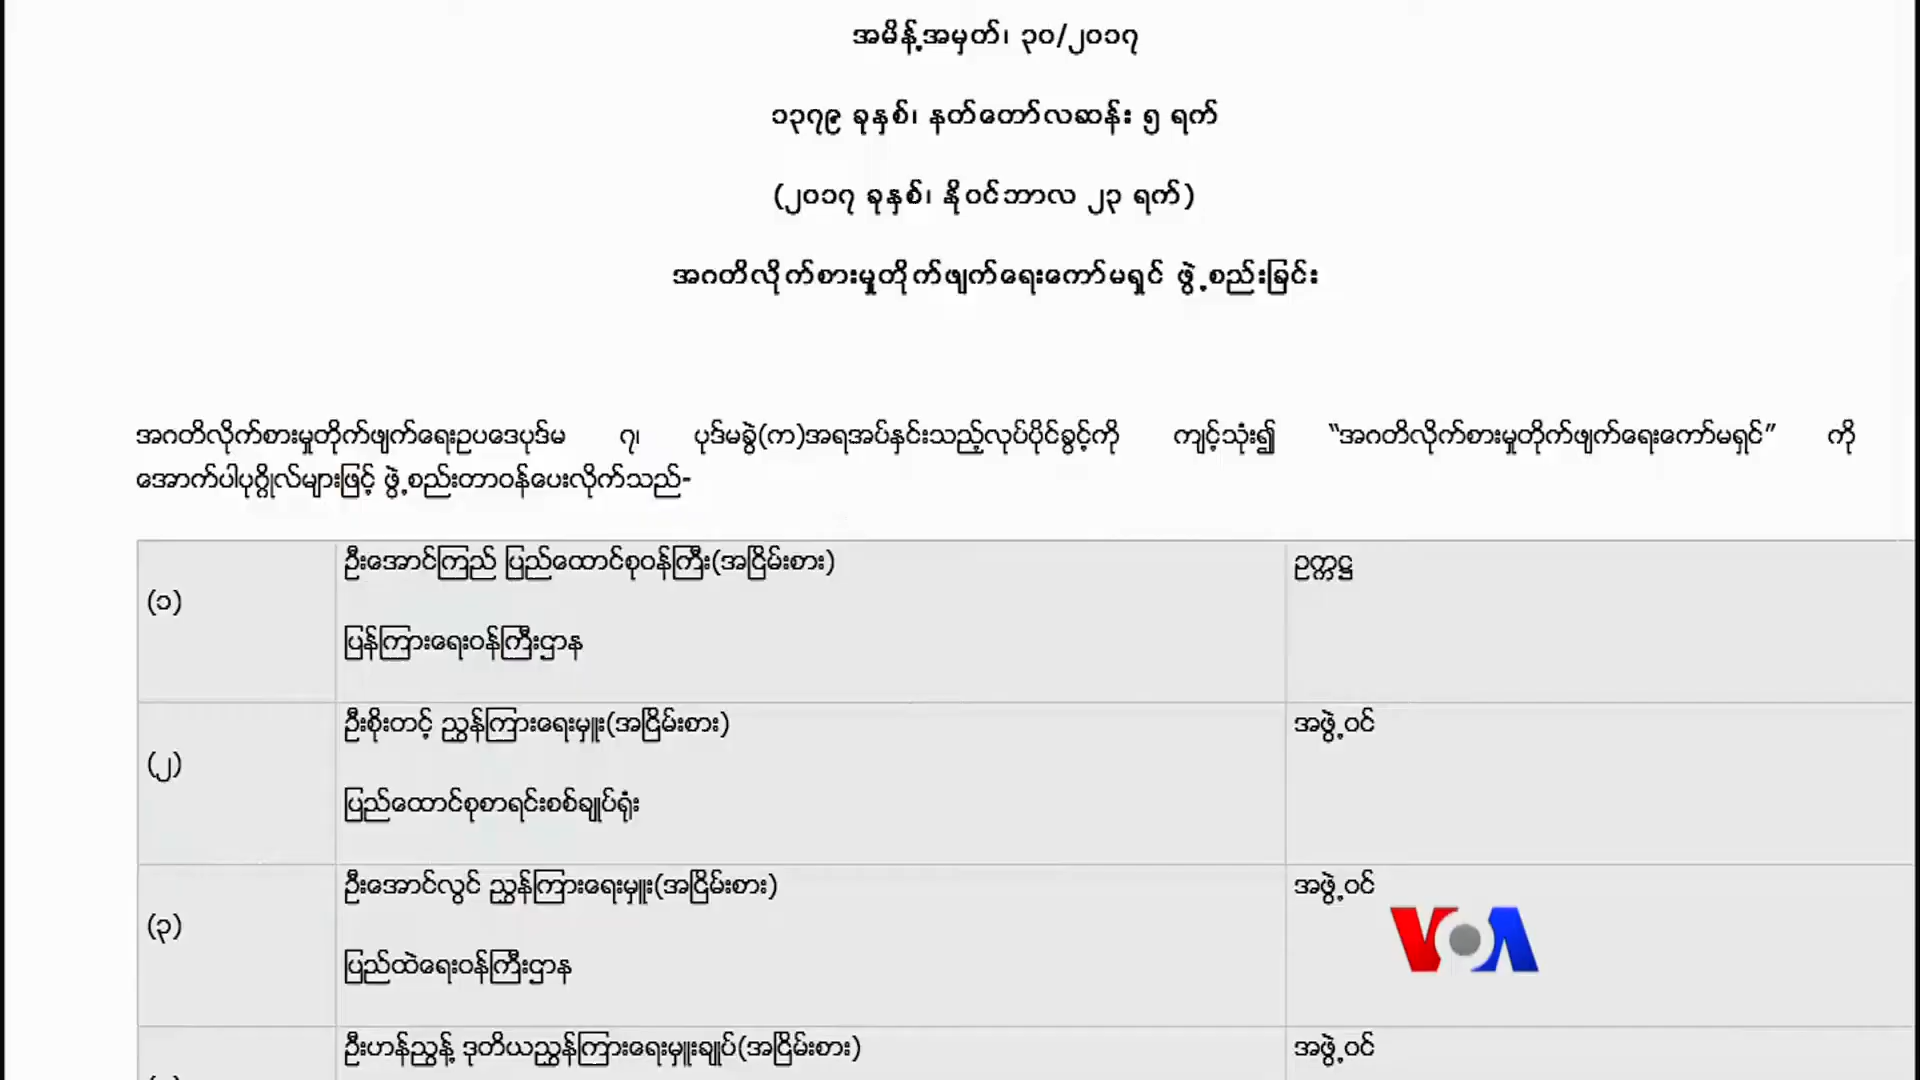 အမိန့်အမှတ်၊ ၃၀/၂၀၁၇
၁၃၇၉ ခုနှစ်၊ နတ်တော်လဆန်း ၅ ရက်
(၂၀၁၇ ခုနှစ်၊ နိုဝင်ဘာလ ၂၃ ရက်)
အဂတိလိုက်စားမှုတိုက်ဖျက်ရေးကော်မရှင် ဖွဲ့စည်းခြင်း
အဂတိလိုက်စားမှုတိုက်ဖျက်ရေးဥပဒေပုဒ်မ ၇၊ ပုဒ်မခွဲ(က)အရအပ်နှင်းသည့်လုပ်ပိုင်ခွင့်ကို ကျင့်သုံး၍ “အဂတိလိုက်စားမှုတိုက်ဖျက်ရေးကော်မရှင်” ကို
အောက်ပါပုဂ္ဂိုလ်များဖြင့် ဖွဲ့စည်းတာဝန်ပေးလိုက်သည်-
(၁) ဦးအောင်ကြည် ပြည်ထောင်စုဝန်ကြီး(အငြိမ်းစား) ဥက္ကဋ္ဌ
ပြန်ကြားရေးဝန်ကြီးဌာန
(၂) ဦးစိုးတင့် ညွှန်ကြားရေးမှူး(အငြိမ်းစား) အဖွဲ့ဝင်
ပြည်ထောင်စုစာရင်းစစ်ချုပ်ရုံး
(၃) ဦးအောင်လွင် ညွှန်ကြားရေးမှူး(အငြိမ်းစား) အဖွဲ့ဝင်
ပြည်ထဲရေးဝန်ကြီးဌာန
VOA
ဦးဟန်ညွန့် ဒုတိယညွှန်ကြားရေးမှူးချုပ်(အငြိမ်းစား) အဖွဲ့ဝင်